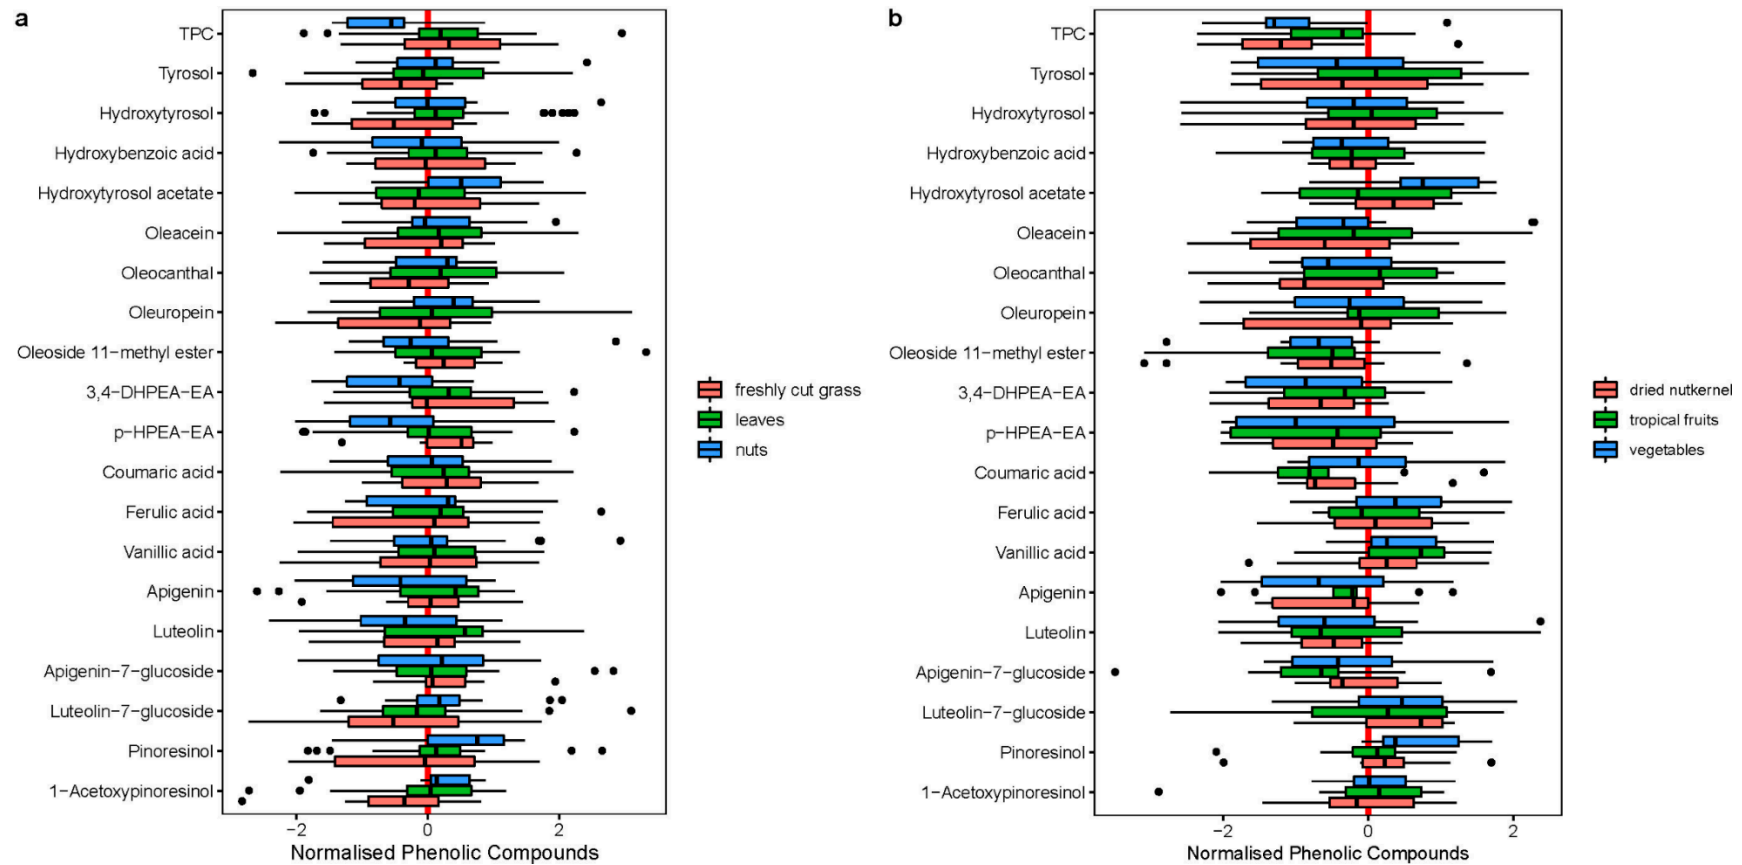 a
TPC
Tyrosol
Hydroxytyrosol
Hydroxybenzoic acid
Hydroxytyrosol acetate
Oleacein
Oleocanthal
Oleuropein
Oleoside 11−methyl ester
3,4−DHPEA−EA
p−HPEA−EA
Coumaric acid
Ferulic acid
Vanillic acid
Apigenin
Luteolin
Apigenin−7−glucoside
Luteolin−7−glucoside
Pinoresinol
1−Acetoxypinoresinol
−2 0 2
Normalised Phenolic Compounds
freshly cut grass
leaves
nuts
b
TPC
Tyrosol
Hydroxytyrosol
Hydroxybenzoic acid
Hydroxytyrosol acetate
Oleacein
Oleocanthal
Oleuropein
Oleoside 11−methyl ester
3,4−DHPEA−EA
p−HPEA−EA
Coumaric acid
Ferulic acid
Vanillic acid
Apigenin
Luteolin
Apigenin−7−glucoside
Luteolin−7−glucoside
Pinoresinol
1−Acetoxypinoresinol
−2 0 2
Normalised Phenolic Compounds
dried nutkernel
tropical fruits
vegetables